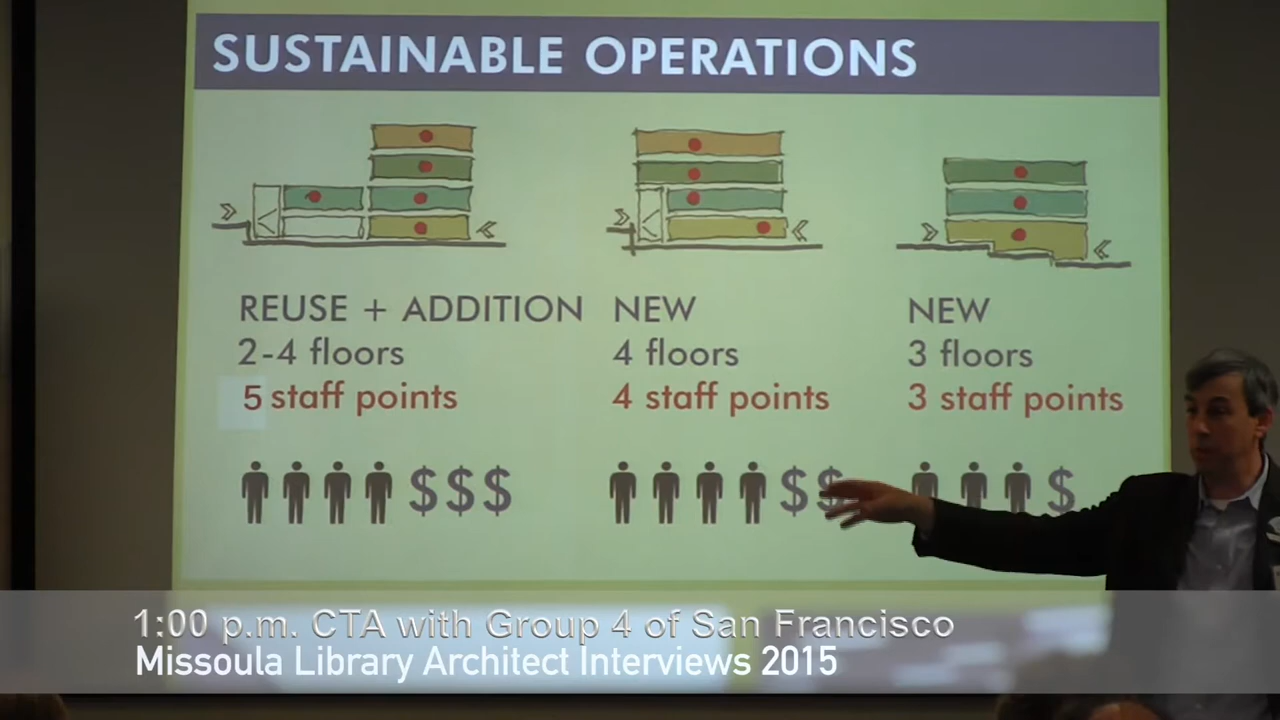 SUSTAINABLE OPERATIONS
REUSE + ADDITION
2-4 floors
5 staff points
$$$
NEW
4 floors
4 staff points
$$
NEW
3 floors
3 staff points
$
1:00 p.m. CTA with Group 4 of San Francisco
Missoula Library Architect Interviews 2015